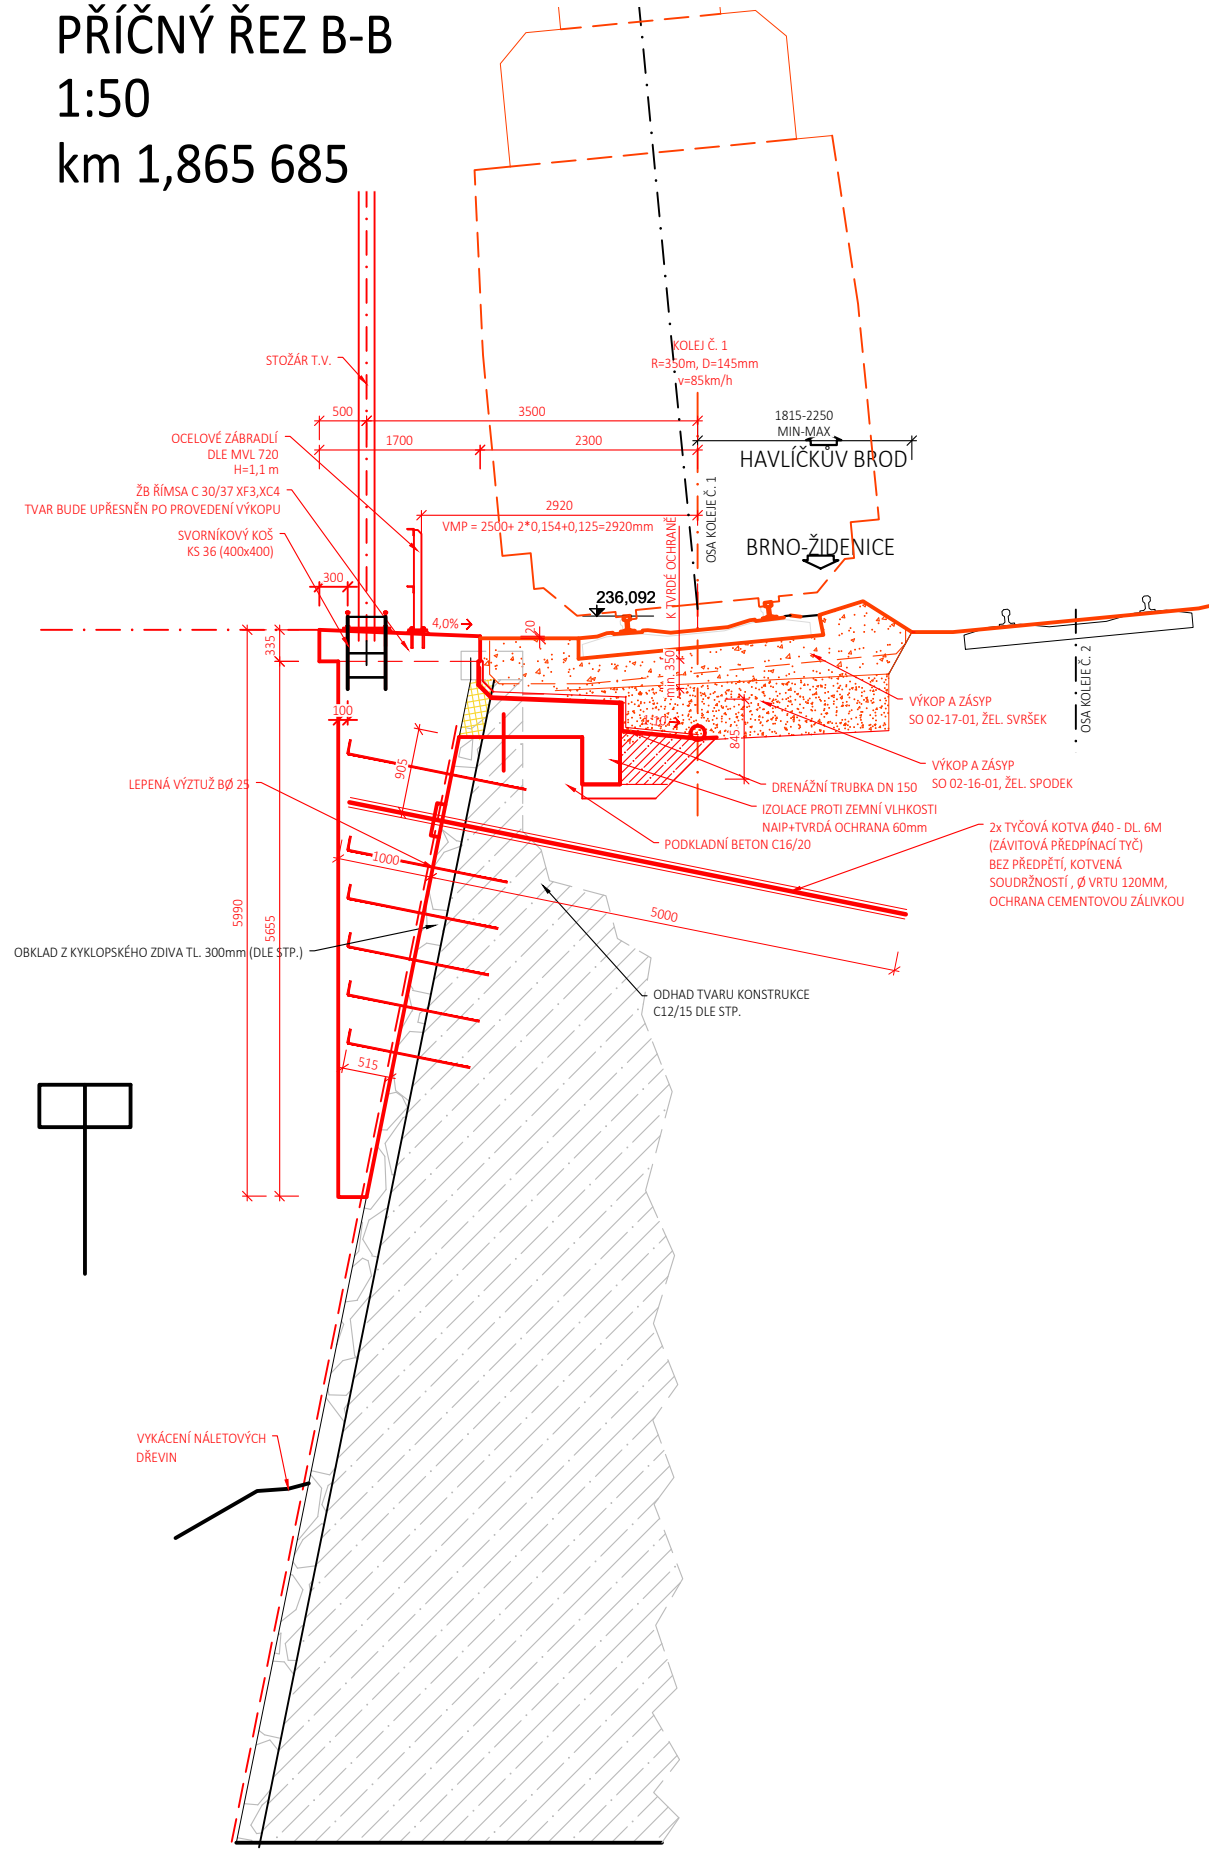 PŘÍČNÝ ŘEZ B-B
1:50
km 1,865 685
STOŽÁR T.V.
KOLEJ Č. 1
R=350m, D=145mm
v=85km/h
500
3500
1700
2300
1815-2250
MIN-MAX
HAVLÍČKŮV BROD
OCELOVÉ ZÁBRADLÍ
DLE MVL 720
H=1,1 m
ŽB ŘÍMSA C 30/37 XF3,XC4
TVAR BUDE UPŘESNĚN PO PROVEDENÍ VÝKOPU
2920
VMP = 2500+ 2*0,154+0,125=2920mm
SVORNÍKOVÝ KOŠ
KS 36 (400x400)
OSA KOLEJE Č. 1
K TVRDÉ OCHRANĚ
BRNO-ŽIDENICE
300
236,092
4,0%
335
min. 350
OSA KOLEJE Č. 2
VÝKOP A ZÁSYP
SO 02-17-01, ŽEL. SVRŠEK
100
845
905
VÝKOP A ZÁSYP
SO 02-16-01, ŽEL. SPODEK
LEPENÁ VÝZTUŽ BØ 25
DRENÁŽNÍ TRUBKA DN 150
IZOLACE PROTI ZEMNÍ VLHKOSTI
NAIP+TVRDÁ OCHRANA 60mm
PODKLADNÍ BETON C16/20
2x TYČOVÁ KOTVA Ø40 - DL. 6M
(ZÁVITOVÁ PŘEDPÍNACÍ TYČ)
BEZ PŘEDPĚTÍ, KOTVENÁ
SOUDRŽNOSTÍ , Ø VRTU 120MM,
OCHRANA CEMENTOVOU ZÁLIVKOU
1000
5000
5990
5655
OBKLAD Z KYKLOPSKÉHO ZDIVA TL. 300mm (DLE STP.)
ODHAD TVARU KONSTRUKCE
C12/15 DLE STP.
515
VYKÁCENÍ NÁLETOVÝCH
DŘEVIN